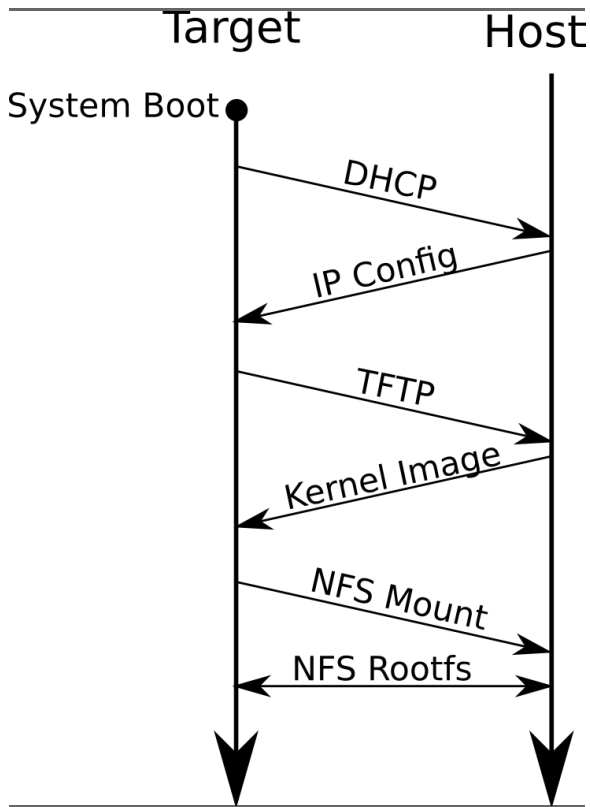 Target
Host
System Boot
DHCP
IP Config
TFTP
Kernel Image
NFS Mount
NFS Rootfs